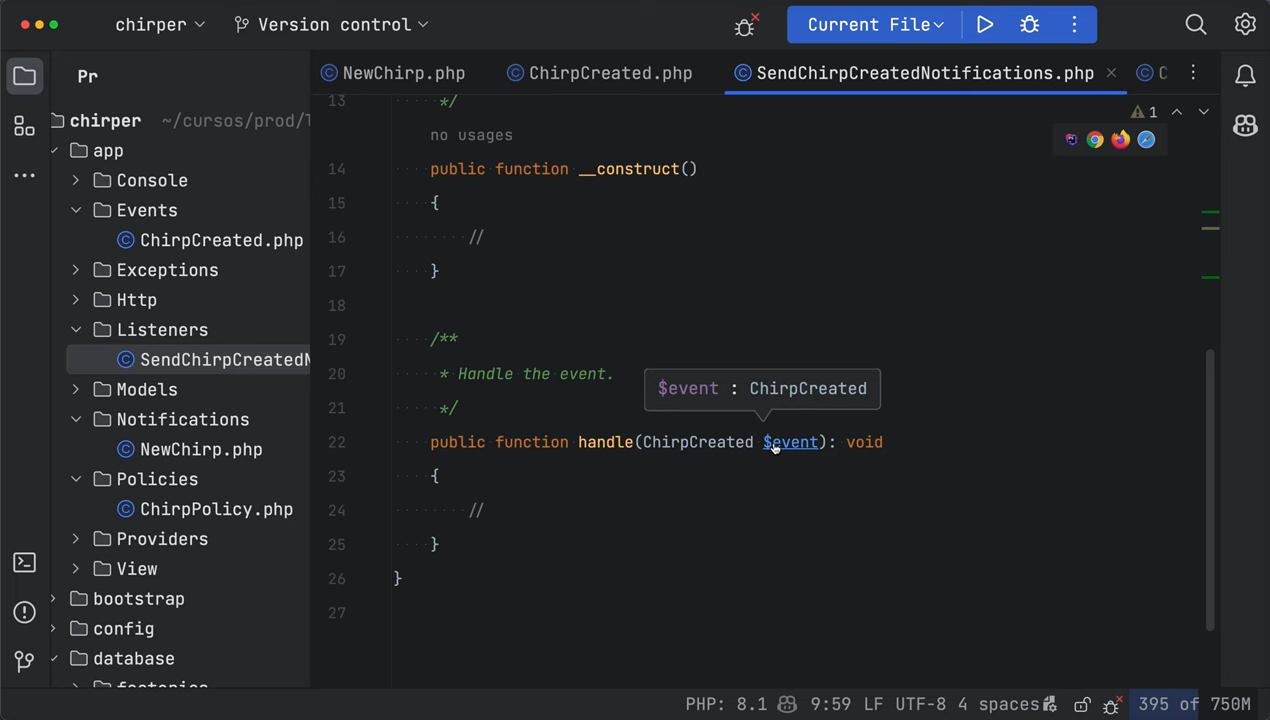 chirper
Version control
Current File
Pr
NewChirp.php
ChirpCreated.php
SendChirpCreatedNotifications.php
C
chirper ~/cursos/prod/
app
Console
Events
ChirpCreated.php
Exceptions
Http
Listeners
SendChirpCreatedN
Models
Notifications
NewChirp.php
Policies
ChirpPolicy.php
Providers
View
bootstrap
config
database
factories
1
13 */
no usages
14 public function __construct()
15 {
16 //
17 }
18
19 /**
20 * Handle the event.
$event : ChirpCreated
21 */
22 public function handle(ChirpCreated $event): void
23 {
24 //
25 }
26 }
27
PHP: 8.1 9:59 LF UTF-8 4 spaces 395 of 750M